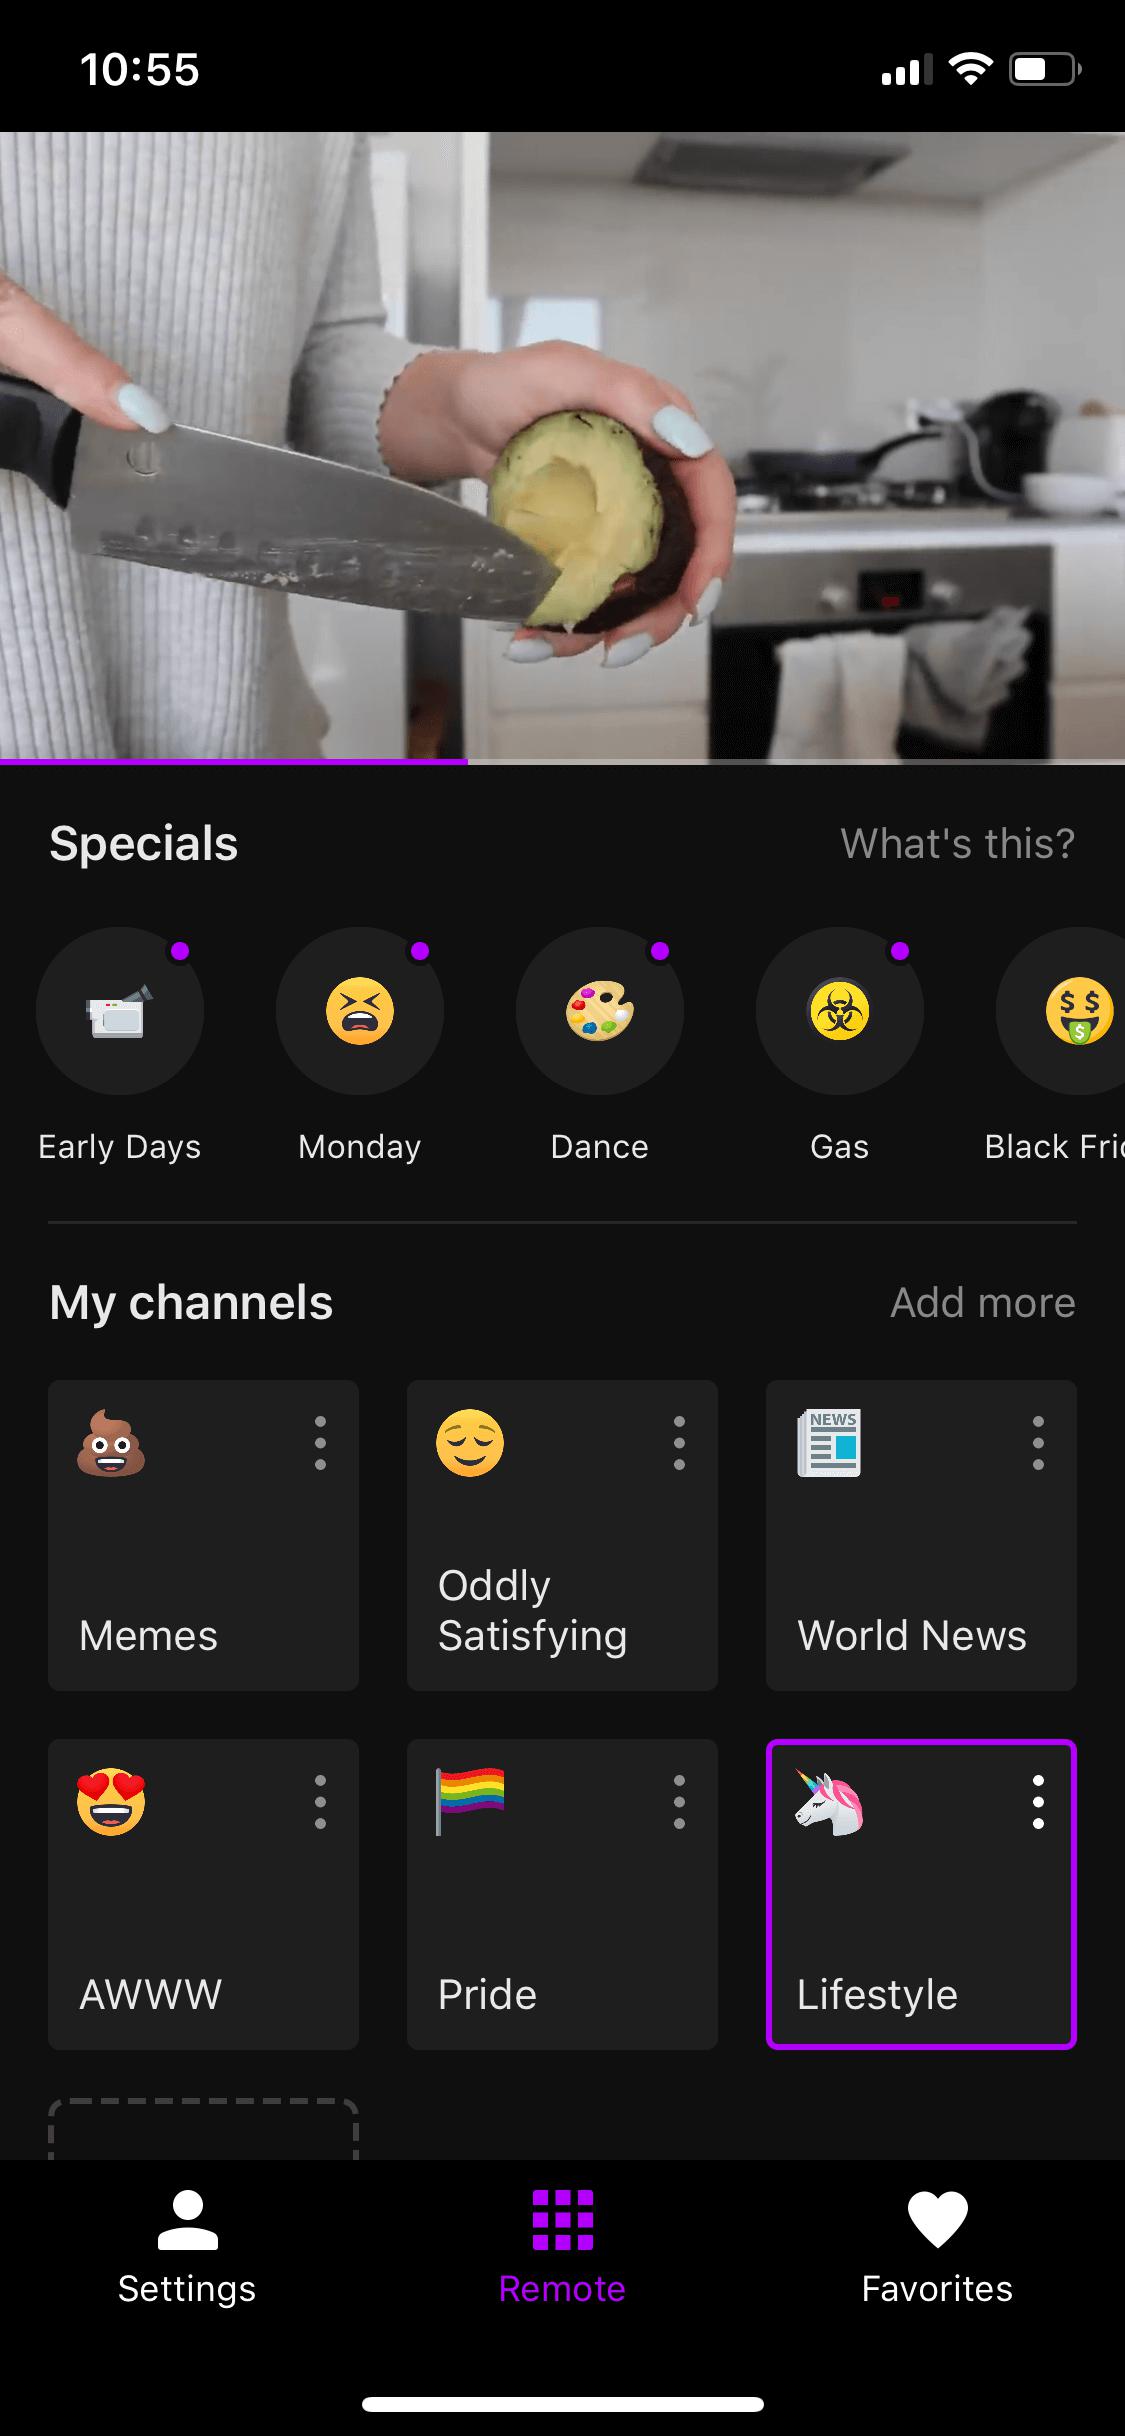 10:55
Specials
What's this?
Early Days
Monday
Dance
Gas
Black Fri
My channels
Add more
NEWS
Memes
Oddly
Satisfying
World News
AWWW
Pride
Lifestyle
Settings
Remote
Favorites